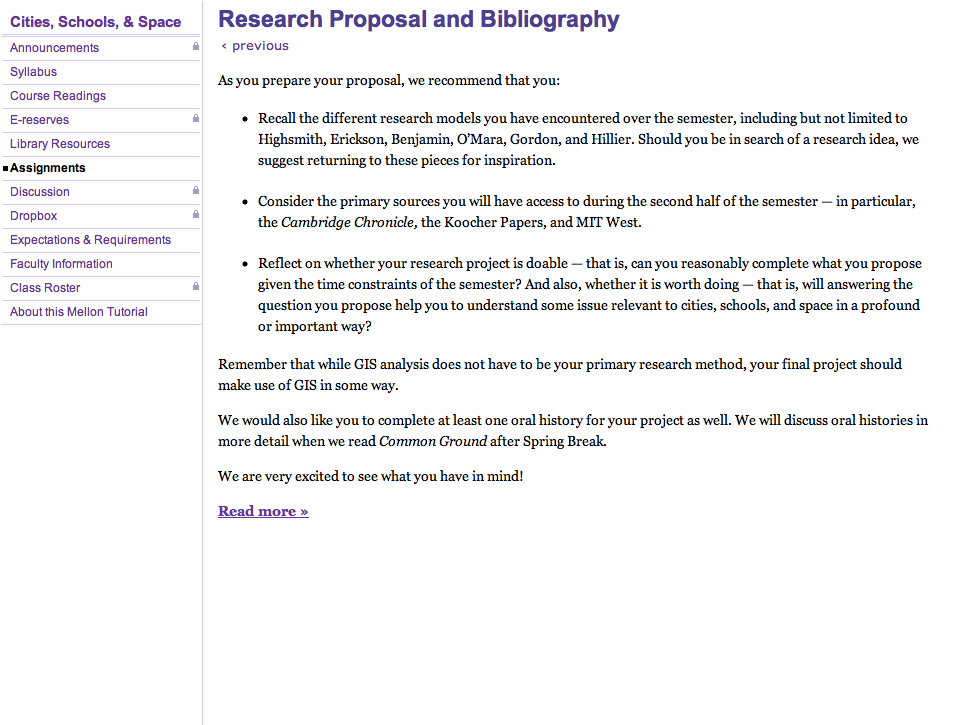 Cities, Schools, & Space
Announcements
Syllabus
Course Readings
E-reserves
Library Resources
Assignments
Discussion
Dropbox
Expectations & Requirements
Faculty Information
Class Roster
About this Mellon Tutorial
Research Proposal and Bibliography
‹ previous
As you prepare your proposal, we recommend that you:
• Recall the different research models you have encountered over the semester, including but not limited to
Highsmith, Erickson, Benjamin, O’Mara, Gordon, and Hillier. Should you be in search of a research idea, we
suggest returning to these pieces for inspiration.
• Consider the primary sources you will have access to during the second half of the semester — in particular,
the Cambridge Chronicle, the Koocher Papers, and MIT West.
• Reflect on whether your research project is doable — that is, can you reasonably complete what you propose
given the time constraints of the semester? And also, whether it is worth doing — that is, will answering the
question you propose help you to understand some issue relevant to cities, schools, and space in a profound
or important way?
Remember that while GIS analysis does not have to be your primary research method, your final project should
make use of GIS in some way.
We would also like you to complete at least one oral history for your project as well. We will discuss oral histories in
more detail when we read Common Ground after Spring Break.
We are very excited to see what you have in mind!
Read more »